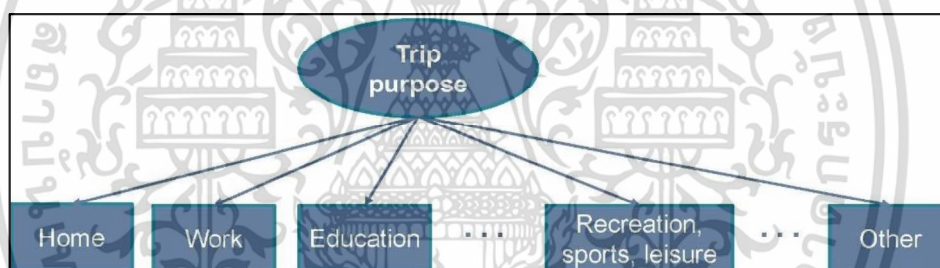 Trip
purpose
Home
Work
Education
...
Recreation,
sports, leisure
...
Other